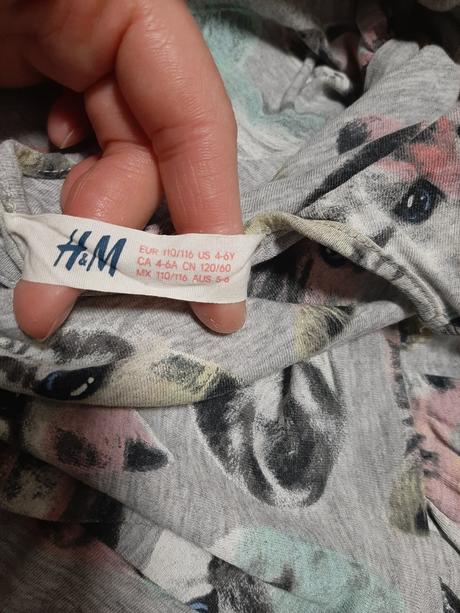 H&M
EUR 110/116 US 4-6Y
CA 4-6A CN 120/60
MX 110/116 AUS 5-6